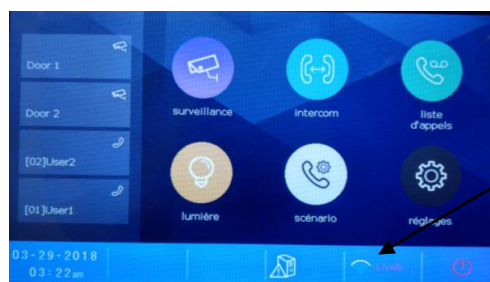 Door 1
Door 2
[02]User2
[01]User1
surveillance
intercom
liste
d'appels
lumière
scénario
réglages
03-29-2018
03:22am